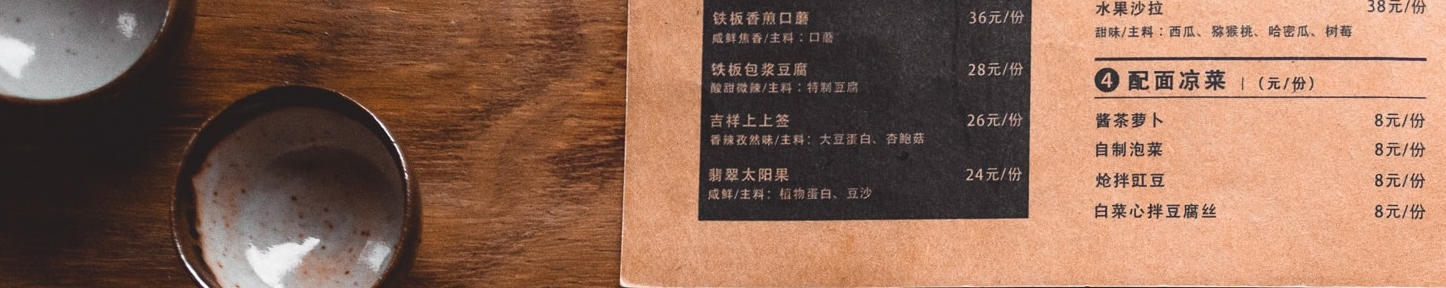 铁板香煎口蘑 36元/份
咸鲜焦香/主料：口蘑
铁板包浆豆腐 28元/份
酸甜微辣/主料：特制豆腐
吉祥上上签 26元/份
香辣孜然味/主料：大豆蛋白、杏鲍菇
翡翠太阳果 24元/份
咸鲜/主料：植物蛋白、豆沙
水果沙拉 38元/份
甜味/主料：西瓜、猕猴桃、哈密瓜、树莓
4 配面凉菜 |（元/份）
酱茶萝卜 8元/份
自制泡菜 8元/份
炝拌豇豆 8元/份
白菜心拌豆腐丝 8元/份